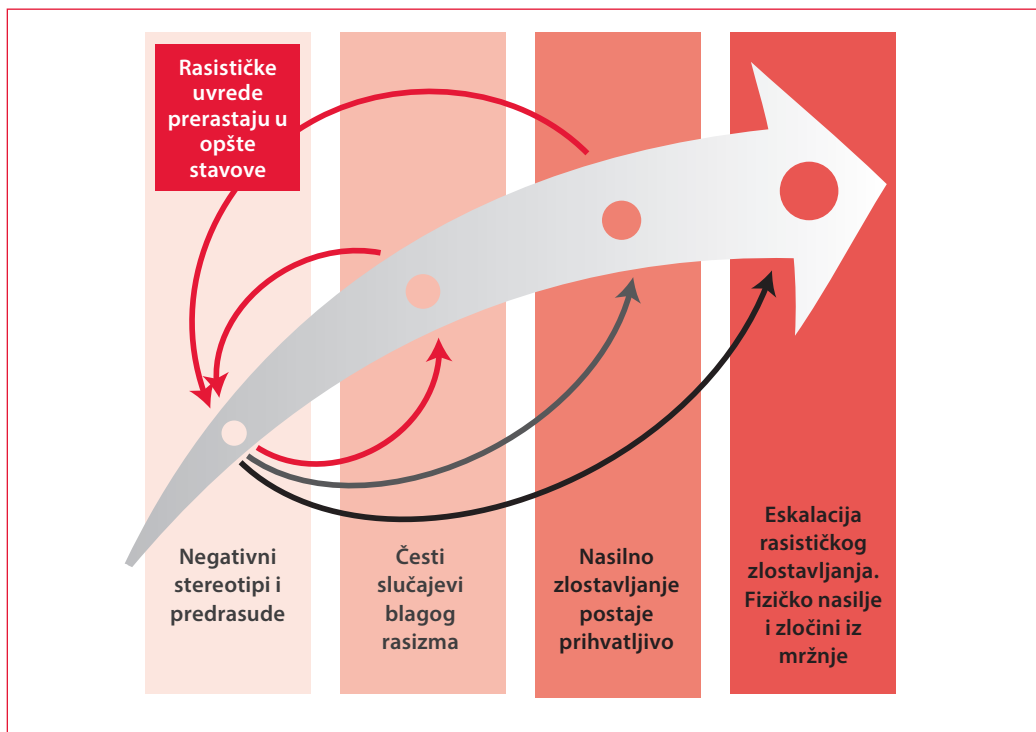 Rasističke
uvrede
prerastaju u
opšte
stavove
Negativni
stereotipi i
predrasude
Česti
slučajevi
blagog
rasizma
Nasilno
zlostavljanje
postaje
prihvatljivo
Eskalacija
rasističkog
zlostavljanja.
Fizičko nasilje
i zločini iz
mržnje